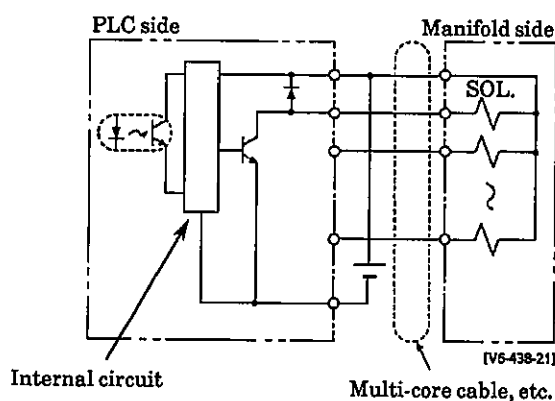 PLC side
Manifold side
SOL.
[V6-438-21]
Internal circuit
Multi-core cable, etc.